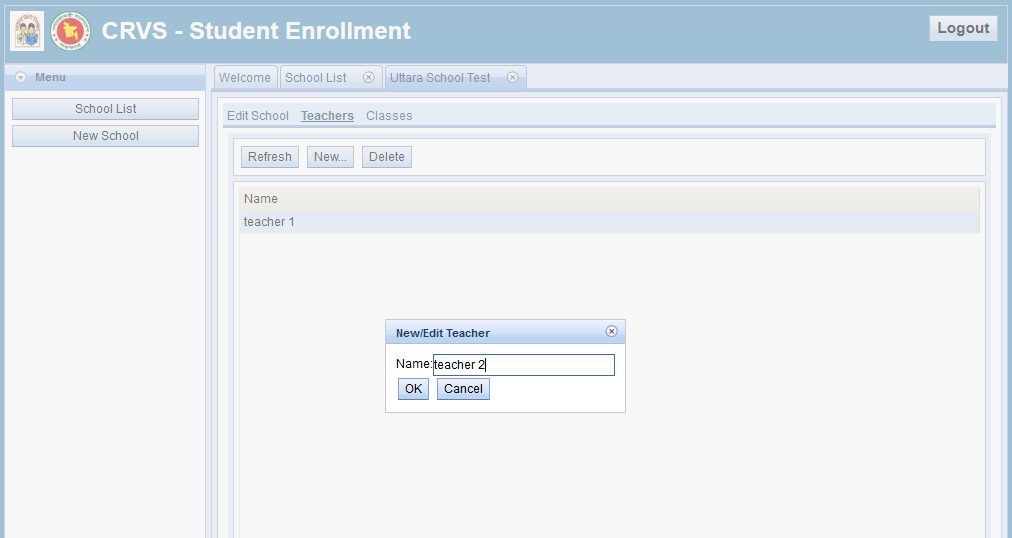 CRVS - Student Enrollment
Logout
Menu
School List
New School
Welcome
School List
Uttara School Test
Edit School
Teachers
Classes
Refresh
New...
Delete
Name
teacher 1
New/Edit Teacher
Name:teacher 2
OK
Cancel